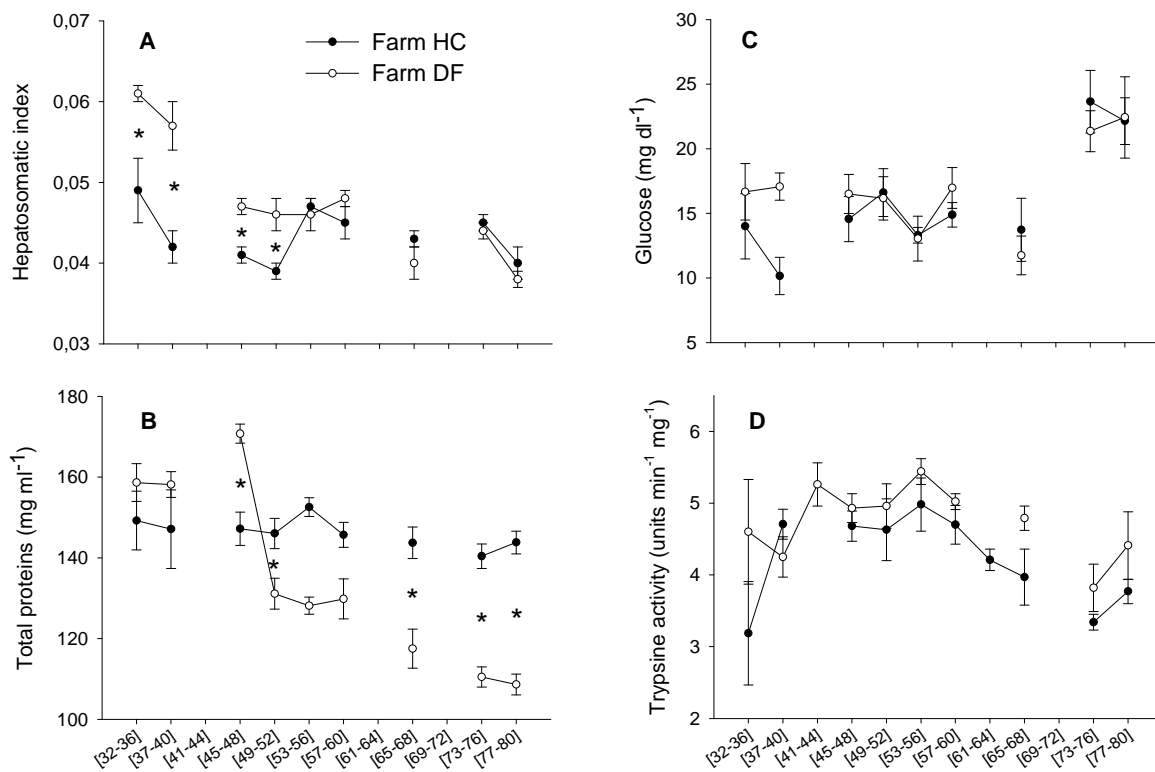 A
Farm HC
Farm DF
Hepatosomatic index
0,07
0,06
0,05
0,04
0,03
*
*
*
*
C
Glucose (mg dl⁻¹)
30
25
20
15
10
5
B
Total proteins (mg ml⁻¹)
180
160
140
120
100
*
*
*
*
*
[32-36] [37-40] [41-44] [45-48] [49-52] [53-56] [57-60] [61-64] [65-68] [69-72] [73-76] [77-80]
D
Trypsine activity (units min⁻¹ mg⁻¹)
6
5
4
3
2
[32-36] [37-40] [41-44] [45-48] [49-52] [53-56] [57-60] [61-64] [65-68] [69-72] [73-76] [77-80]